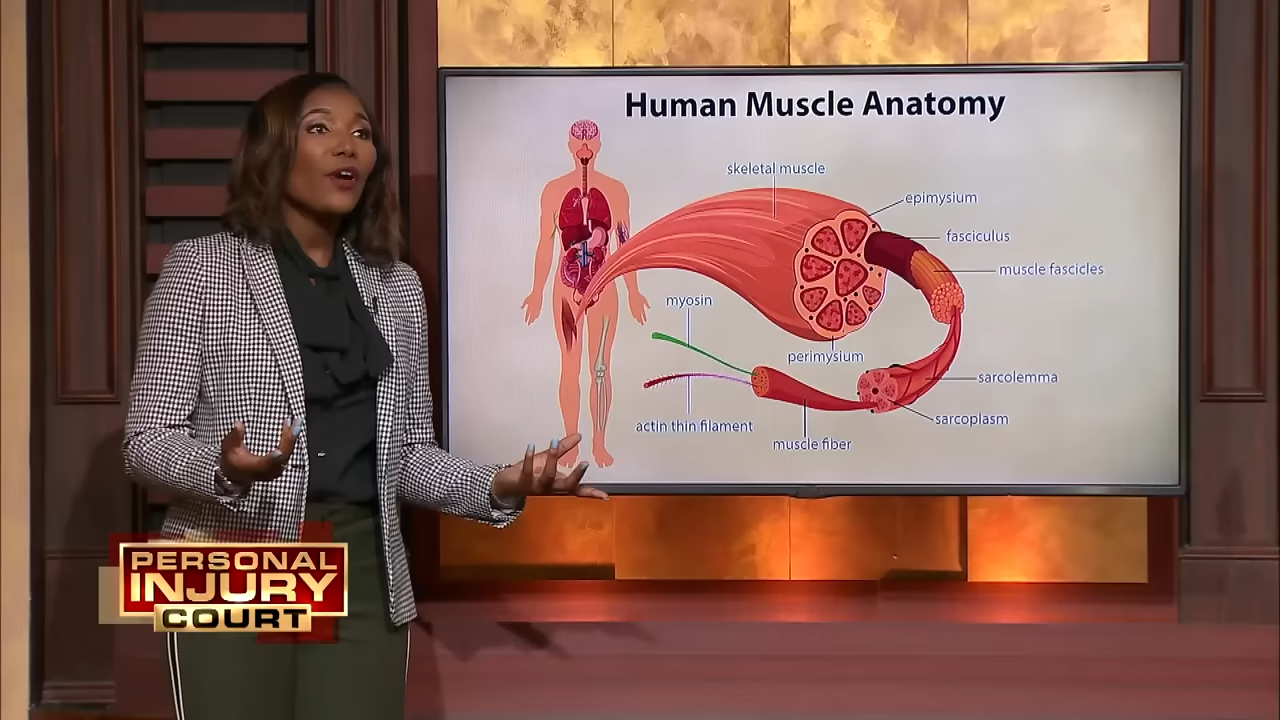 Human Muscle Anatomy
skeletal muscle
epimysium
fasciculus
muscle fascicles
myosin
perimysium
sarcolemma
sarcoplasm
actin thin filament
muscle fiber
PERSONAL
INJURY
COURT